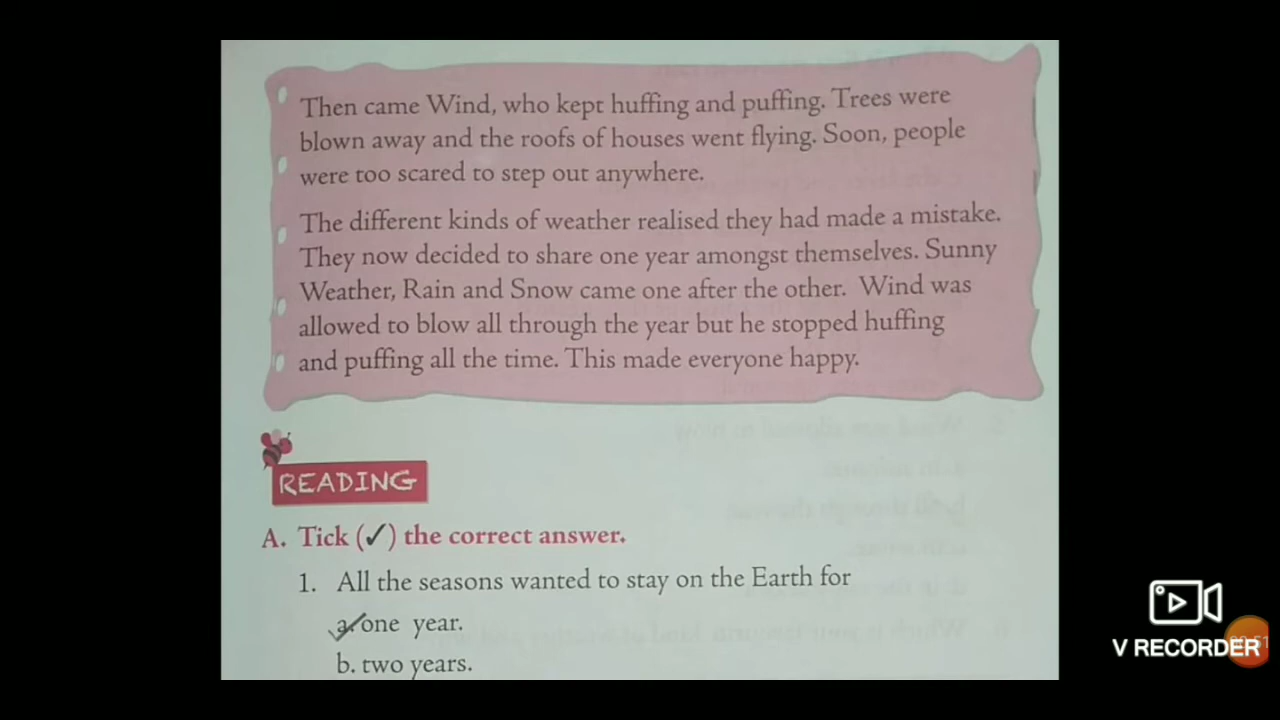 Then came Wind, who kept huffing and puffing. Trees were
blown away and the roofs of houses went flying. Soon, people
were too scared to step out anywhere.
The different kinds of weather realised they had made a mistake.
They now decided to share one year amongst themselves. Sunny
Weather, Rain and Snow came one after the other. Wind was
allowed to blow all through the year but he stopped huffing
and puffing all the time. This made everyone happy.
READING
A. Tick (✓) the correct answer.
1. All the seasons wanted to stay on the Earth for
a. one year.
b. two years.
V RECORDER